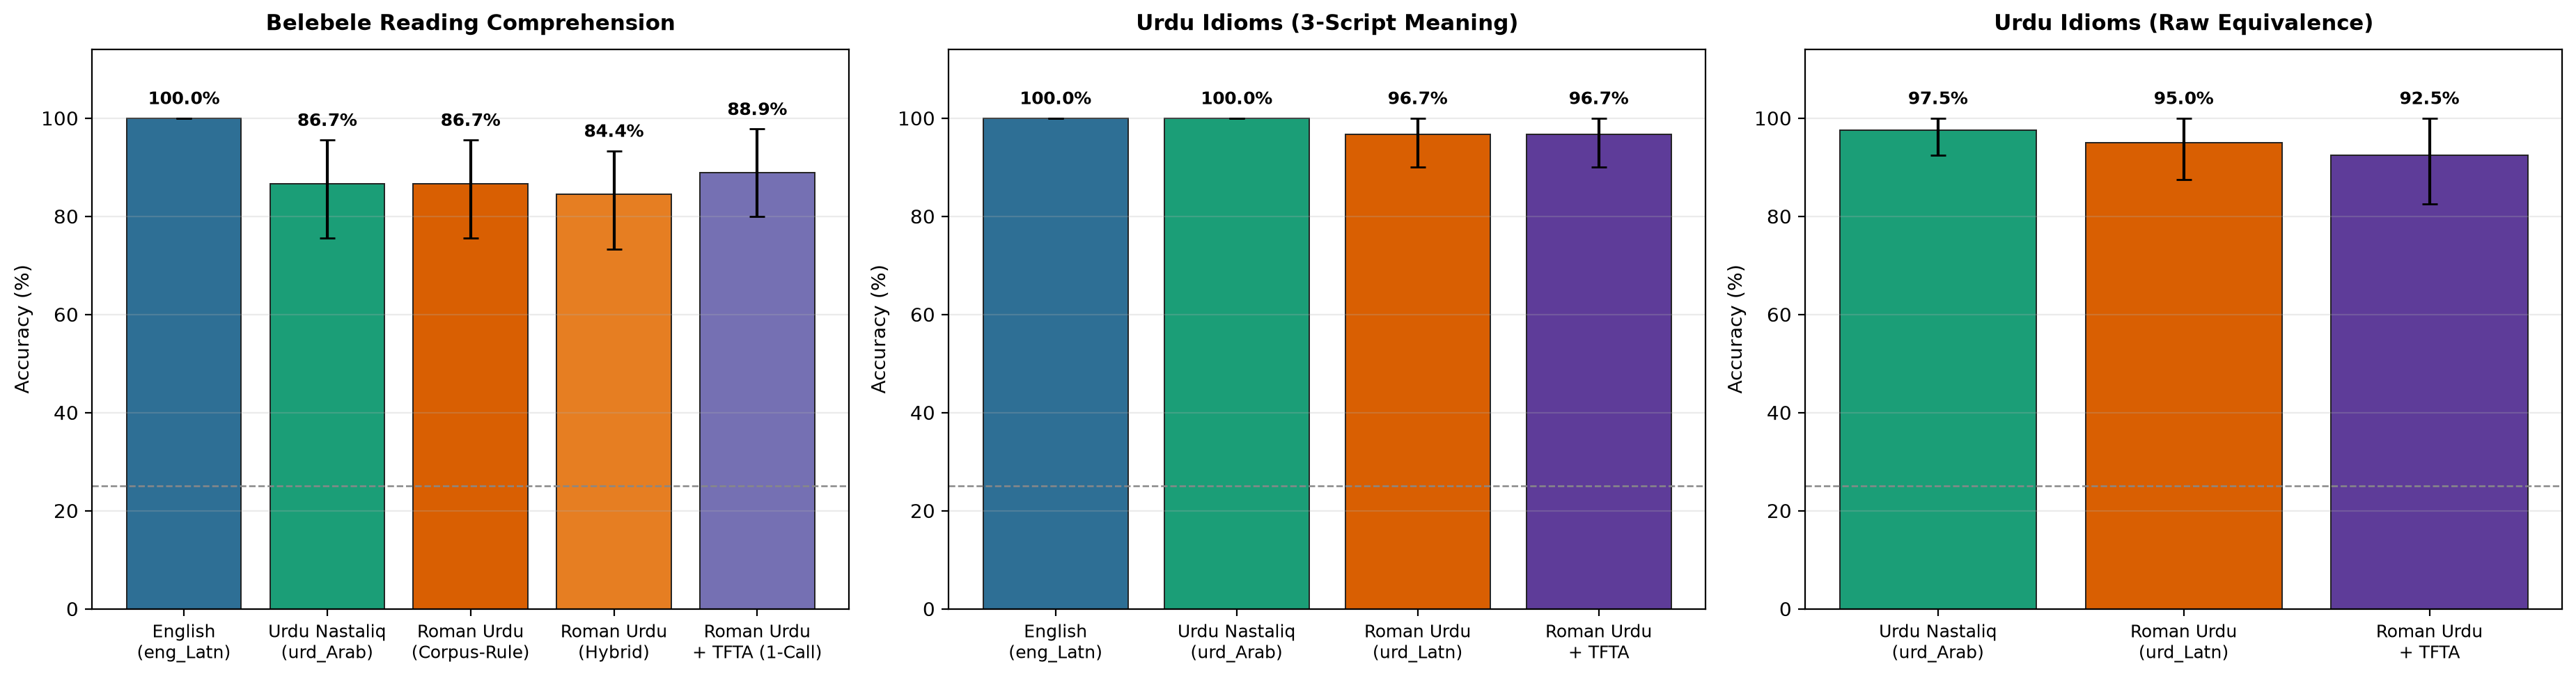 Belebele Reading Comprehension
Accuracy (%)
100
80
60
40
20
0
100.0%
86.7%
86.7%
84.4%
88.9%
English
(eng_Latn)
Urdu Nastaliq
(urd_Arab)
Roman Urdu
(Corpus-Rule)
Roman Urdu
(Hybrid)
Roman Urdu
+ TFTA (1-Call)
Urdu Idioms (3-Script Meaning)
Accuracy (%)
100
80
60
40
20
0
100.0%
100.0%
96.7%
96.7%
English
(eng_Latn)
Urdu Nastaliq
(urd_Arab)
Roman Urdu
(urd_Latn)
Roman Urdu
+ TFTA
Urdu Idioms (Raw Equivalence)
Accuracy (%)
100
80
60
40
20
0
97.5%
95.0%
92.5%
Urdu Nastaliq
(urd_Arab)
Roman Urdu
(urd_Latn)
Roman Urdu
+ TFTA